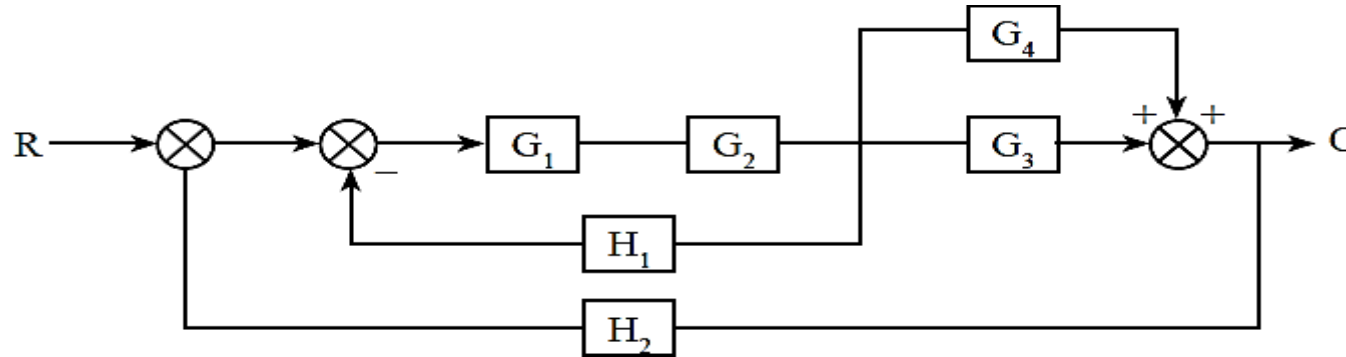 G₄
+ +
R G₁ G₂ G₃ C
−
H₁
H₂